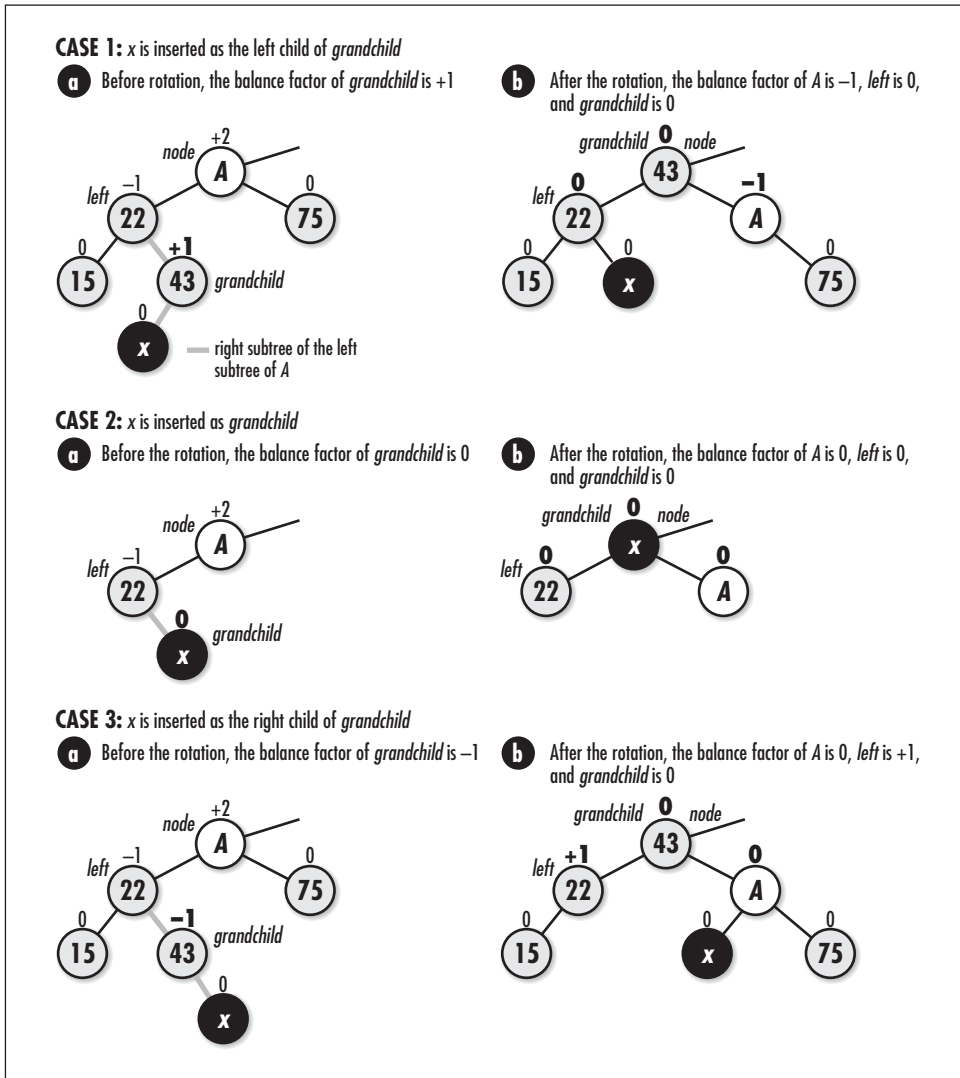 CASE 1: x is inserted as the left child of grandchild
a Before rotation, the balance factor of grandchild is +1
+2
node
A
–1
left
22
0
75
0
15
+1
43
grandchild
0
x
right subtree of the left
subtree of A
b After the rotation, the balance factor of A is –1, left is 0,
and grandchild is 0
grandchild 0 node
43
left 0
22
–1
A
0
15
0
x
0
75
CASE 2: x is inserted as grandchild
a Before the rotation, the balance factor of grandchild is 0
+2
node
A
–1
left
22
0
x
grandchild
b After the rotation, the balance factor of A is 0, left is 0,
and grandchild is 0
grandchild 0 node
x
0
left
22
0
A
CASE 3: x is inserted as the right child of grandchild
a Before the rotation, the balance factor of grandchild is –1
+2
node
A
–1
left
22
0
75
0
15
–1
43
grandchild
0
x
b After the rotation, the balance factor of A is 0, left is +1,
and grandchild is 0
grandchild 0 node
43
left +1
22
0
A
0
15
0
x
0
75